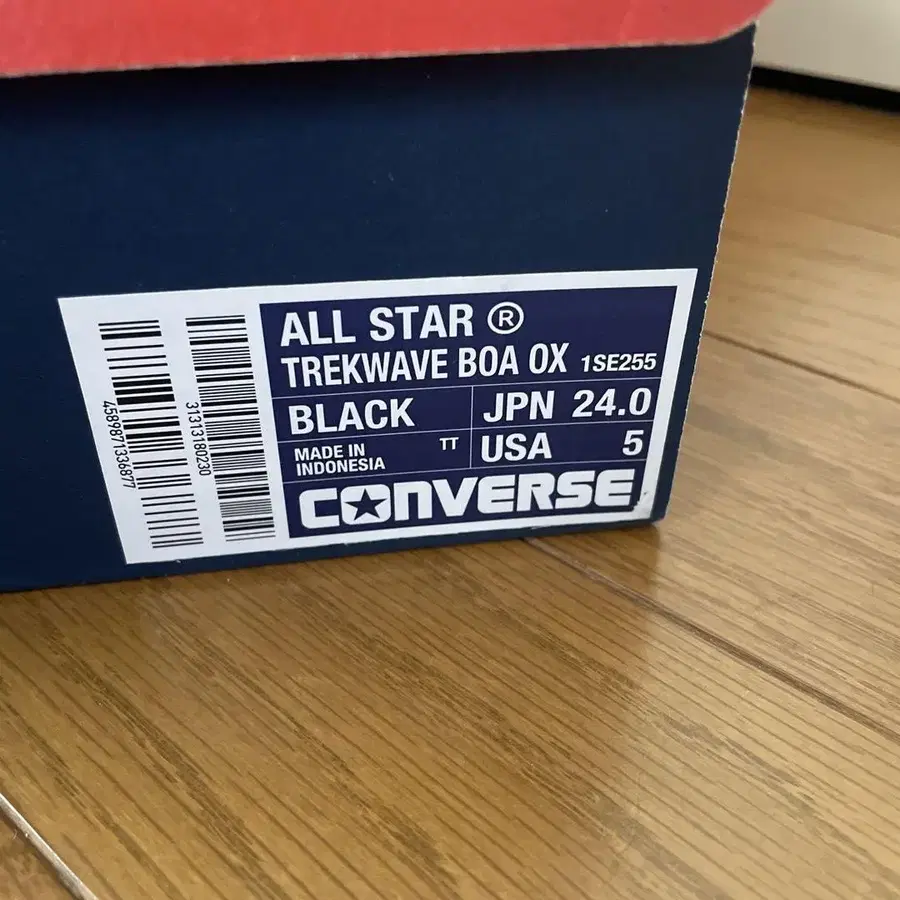 ALL STAR ®
TREKWAVE BOA OX 1SE255
BLACK
JPN 24.0
MADE IN
INDONESIA
TT
USA 5
CONVERSE
4589871336877
31313180230